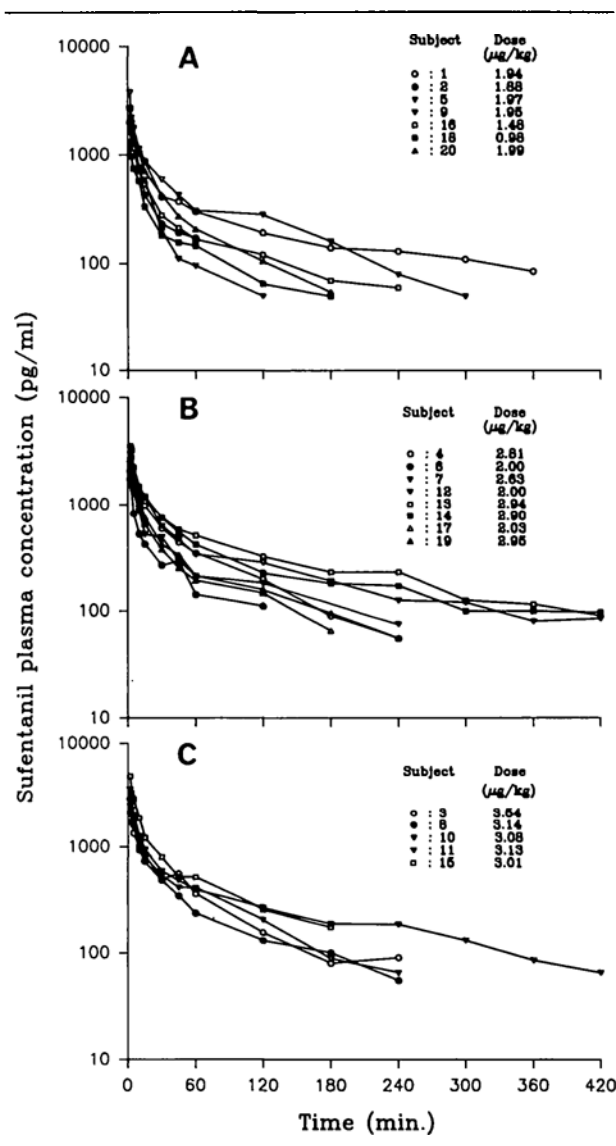 Sufentanil plasma concentration (pg/ml)
A
Subject Dose
(μg/kg)
: 1 1.94
: 2 1.88
: 5 1.97
: 9 1.95
: 16 1.48
: 18 0.98
: 20 1.99
10000
1000
100
10
B
Subject Dose
(μg/kg)
: 4 2.81
: 6 2.00
: 7 2.63
: 12 2.00
: 13 2.94
: 14 2.90
: 17 2.03
: 19 2.95
10000
1000
100
10
C
Subject Dose
(μg/kg)
: 3 3.54
: 8 3.14
: 10 3.08
: 11 3.13
: 15 3.01
10000
1000
100
10
0 60 120 180 240 300 360 420
Time (min.)